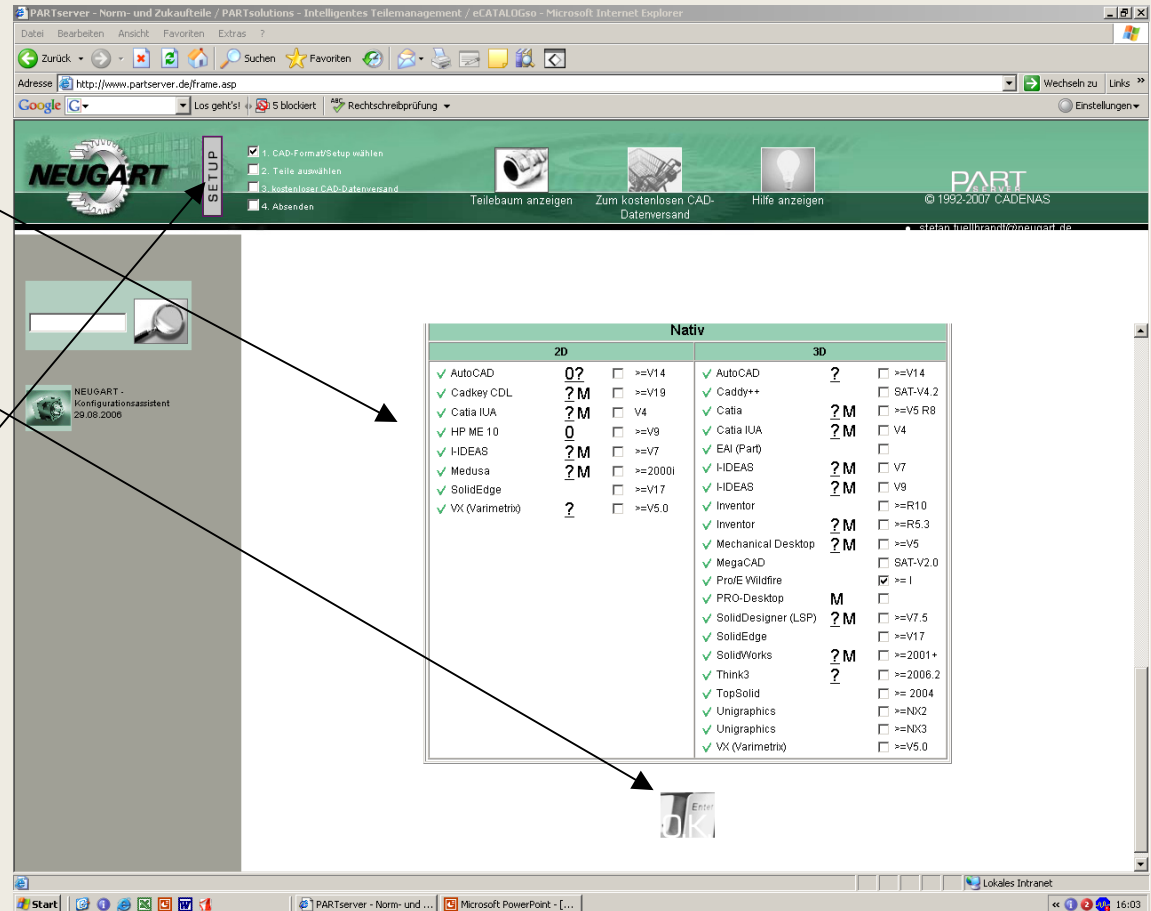 PARTserver - Norm- und Zukaufteile / PARTsolutions - Intelligentes Teilemanagement / eCATALOGso - Microsoft Internet Explorer
Datei Bearbeiten Ansicht Favoriten Extras ?
Zurück Suchen Favoriten
Adresse http://www.partserver.de/frame.asp Wechseln zu Links »
Google G Los geht's! 5 blockiert ABC Rechtschreibprüfung Einstellungen
NEUGART
SETUP
1. CAD-Format/Setup wählen
2. Teile auswählen
3. kostenloser CAD-Datenversand
4. Absenden
Teilebaum anzeigen
Zum kostenlosen CAD-
Datenversand
Hilfe anzeigen
PART
SERVER
© 1992-2007 CADENAS
• stefan.fuellbrandt@neugart.de
NEUGART -
Konfigurationsassistent
29.08.2006
Nativ
2D
AutoCAD 0? >=V14
Cadkey CDL ? M >=V19
Catia IUA ? M V4
HP ME 10 0 >=V9
I-IDEAS ? M >=V7
Medusa ? M >=2000i
SolidEdge >=V17
VX (Varimetrix) ? >=V5.0
3D
AutoCAD ? >=V14
Caddy++ SAT-V4.2
Catia ? M >=V5 R8
Catia IUA ? M V4
EAI (Part)
I-IDEAS ? M V7
I-IDEAS ? M V9
Inventor >=R10
Inventor ? M >=R5.3
Mechanical Desktop ? M >=V5
MegaCAD SAT-V2.0
Pro/E Wildfire >= I
PRO-Desktop M
SolidDesigner (LSP) ? M >=V7.5
SolidEdge >=V17
SolidWorks ? M >=2001+
Think3 ? >=2006.2
TopSolid >= 2004
Unigraphics >=NX2
Unigraphics >=NX3
VX (Varimetrix) >=V5.0
Enter
OK
Lokales Intranet
Start PARTserver - Norm- und ... Microsoft PowerPoint - [... « 16:03